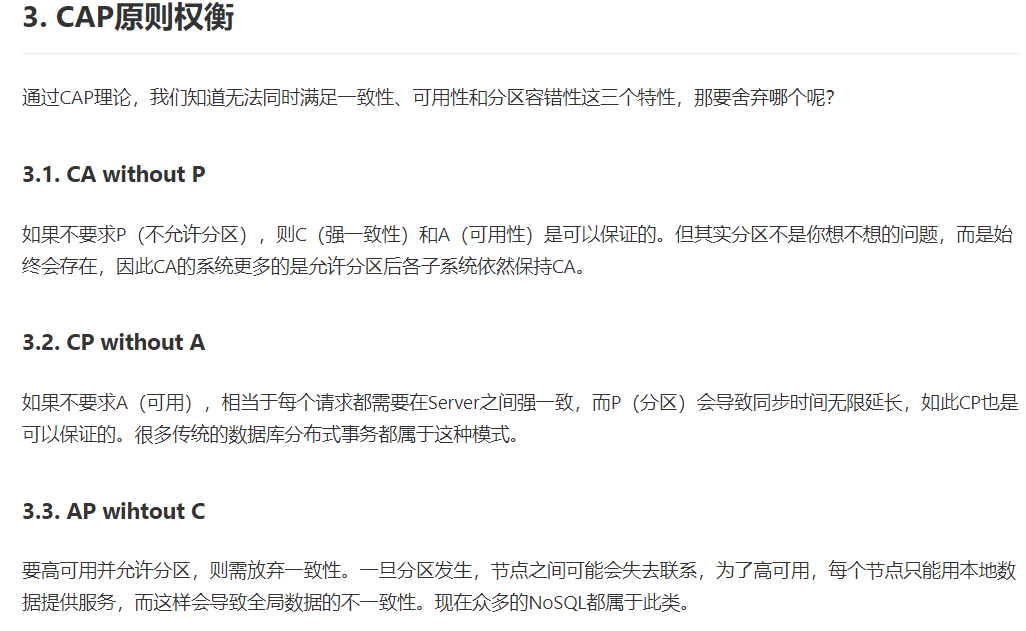 3. CAP原则权衡
通过CAP理论，我们知道无法同时满足一致性、可用性和分区容错性这三个特性，那要舍弃哪个呢？
3.1. CA without P
如果不要求P（不允许分区），则C（强一致性）和A（可用性）是可以保证的。但其实分区不是你想不想的问题，而是始
终会存在，因此CA的系统更多的是允许分区后各子系统依然保持CA。
3.2. CP without A
如果不要求A（可用），相当于每个请求都需要在Server之间强一致，而P（分区）会导致同步时间无限延长，如此CP也是
可以保证的。很多传统的数据库分布式事务都属于这种模式。
3.3. AP wihtout C
要高可用并允许分区，则需放弃一致性。一旦分区发生，节点之间可能会失去联系，为了高可用，每个节点只能用本地数
据提供服务，而这样会导致全局数据的不一致性。现在众多的NoSQL都属于此类。